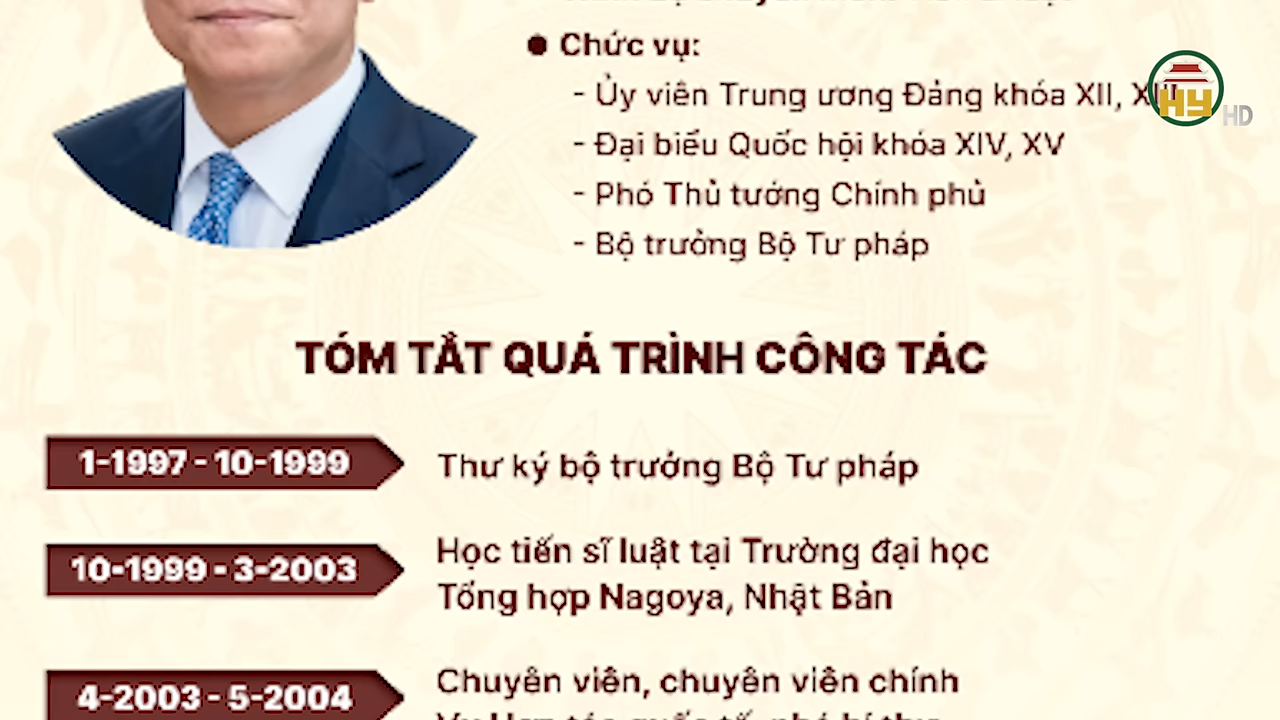 Chức vụ:
- Ủy viên Trung ương Đảng khóa XII, XIII
HY HD
- Đại biểu Quốc hội khóa XIV, XV
- Phó Thủ tướng Chính phủ
- Bộ trưởng Bộ Tư pháp
TÓM TẮT QUÁ TRÌNH CÔNG TÁC
1-1997 - 10-1999
Thư ký bộ trưởng Bộ Tư pháp
10-1999 - 3-2003
Học tiến sĩ luật tại Trường đại học
Tổng hợp Nagoya, Nhật Bản
4-2003 - 5-2004
Chuyên viên, chuyên viên chính